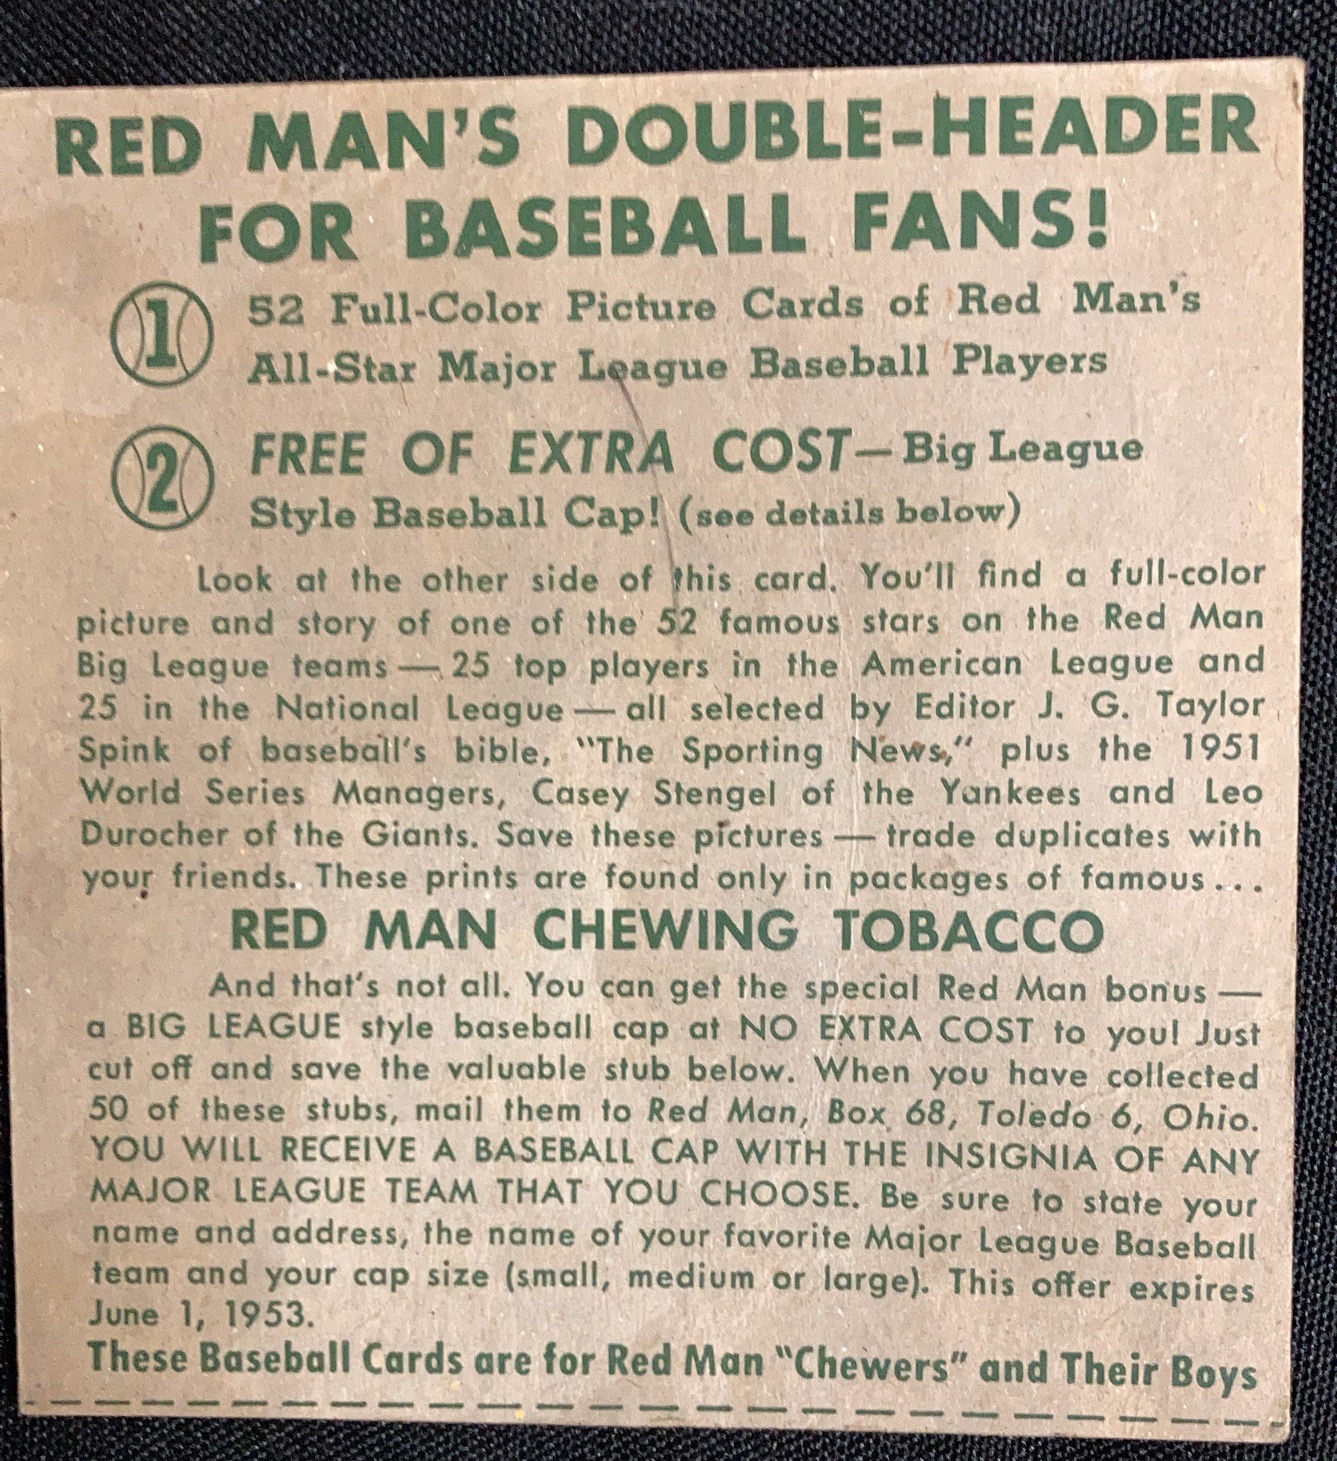 RED MAN'S DOUBLE-HEADER
FOR BASEBALL FANS!
1 52 Full-Color Picture Cards of Red Man's
All-Star Major League Baseball Players
2 FREE OF EXTRA COST—Big League
Style Baseball Cap! (see details below)
Look at the other side of this card. You'll find a full-color
picture and story of one of the 52 famous stars on the Red Man
Big League teams—25 top players in the American League and
25 in the National League—all selected by Editor J. G. Taylor
Spink of baseball's bible, "The Sporting News," plus the 1951
World Series Managers, Casey Stengel of the Yankees and Leo
Durocher of the Giants. Save these pictures—trade duplicates with
your friends. These prints are found only in packages of famous...
RED MAN CHEWING TOBACCO
And that's not all. You can get the special Red Man bonus—
a BIG LEAGUE style baseball cap at NO EXTRA COST to you! Just
cut off and save the valuable stub below. When you have collected
50 of these stubs, mail them to Red Man, Box 68, Toledo 6, Ohio.
YOU WILL RECEIVE A BASEBALL CAP WITH THE INSIGNIA OF ANY
MAJOR LEAGUE TEAM THAT YOU CHOOSE. Be sure to state your
name and address, the name of your favorite Major League Baseball
team and your cap size (small, medium or large). This offer expires
June 1, 1953.
These Baseball Cards are for Red Man "Chewers" and Their Boys